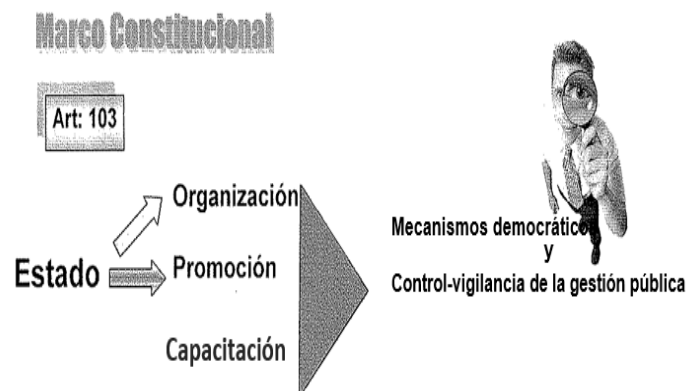 Marco Constitucional
Art: 103
Organización
Estado
Promoción
Capacitación
Mecanismos democrático
y
Control-vigilancia de la gestión pública